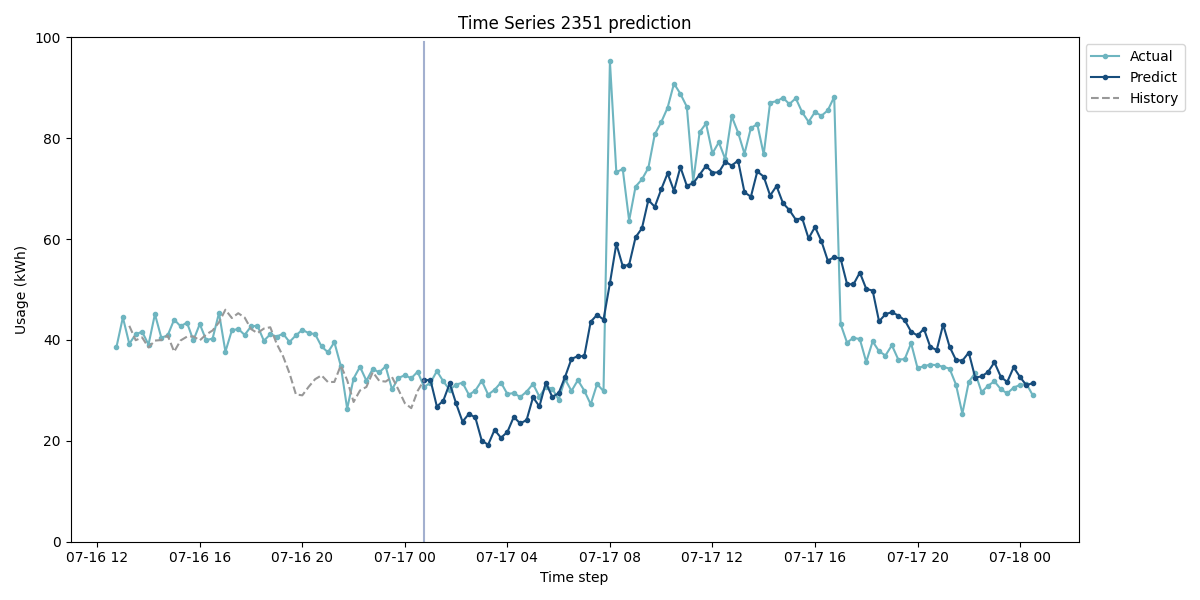 Time Series 2351 prediction
100
80
60
40
20
0
Usage (kWh)
07-16 12
07-16 16
07-16 20
07-17 00
07-17 04
07-17 08
07-17 12
07-17 16
07-17 20
07-18 00
Time step
Actual
Predict
History